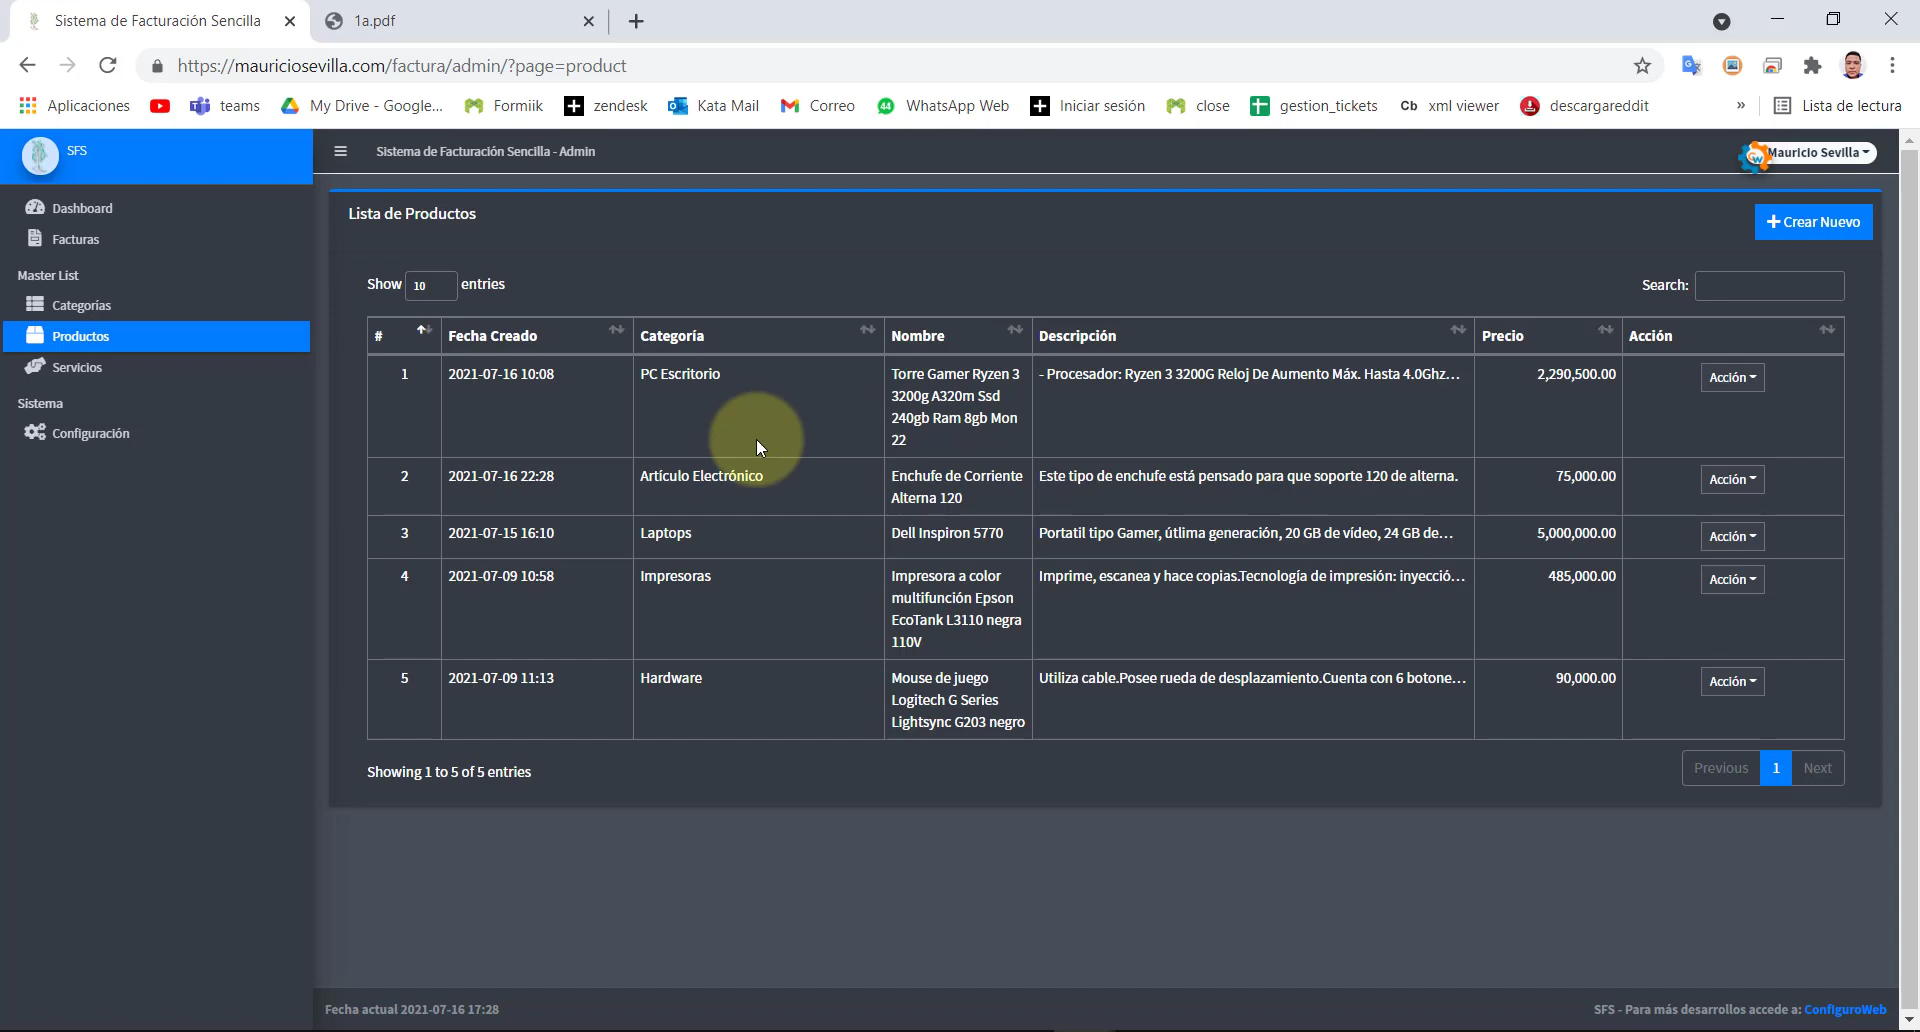 Sistema de Facturación Sencilla
1a.pdf
https://mauriciosevilla.com/factura/admin/?page=product
Aplicaciones
teams
My Drive - Google...
Formiik
zendesk
Kata Mail
Correo
44
WhatsApp Web
Iniciar sesión
close
gestion_tickets
Cb
xml viewer
descargareddit
»
Lista de lectura
SFS
Sistema de Facturación Sencilla - Admin
Mauricio Sevilla
Dashboard
Facturas
Master List
Categorías
Productos
Servicios
Sistema
Configuración
Lista de Productos
Crear Nuevo
Show 10 entries
Search:
# Fecha Creado Categoría Nombre Descripción Precio Acción
1 2021-07-16 10:08 PC Escritorio Torre Gamer Ryzen 3 - Procesador: Ryzen 3 3200G Reloj De Aumento Máx. Hasta 4.0Ghz... 2,290,500.00 Acción
3200g A320m Ssd
240gb Ram 8gb Mon
22
2 2021-07-16 22:28 Artículo Electrónico Enchufe de Corriente Este tipo de enchufe está pensado para que soporte 120 de alterna. 75,000.00 Acción
Alterna 120
3 2021-07-15 16:10 Laptops Dell Inspiron 5770 Portatil tipo Gamer, útlima generación, 20 GB de vídeo, 24 GB de... 5,000,000.00 Acción
4 2021-07-09 10:58 Impresoras Impresora a color Imprime, escanea y hace copias.Tecnología de impresión: inyecció... 485,000.00 Acción
multifunción Epson
EcoTank L3110 negra
110V
5 2021-07-09 11:13 Hardware Mouse de juego Utiliza cable.Posee rueda de desplazamiento.Cuenta con 6 botone... 90,000.00 Acción
Logitech G Series
Lightsync G203 negro
Showing 1 to 5 of 5 entries
Previous 1 Next
Fecha actual 2021-07-16 17:28
SFS - Para más desarrollos accede a: ConfiguroWeb